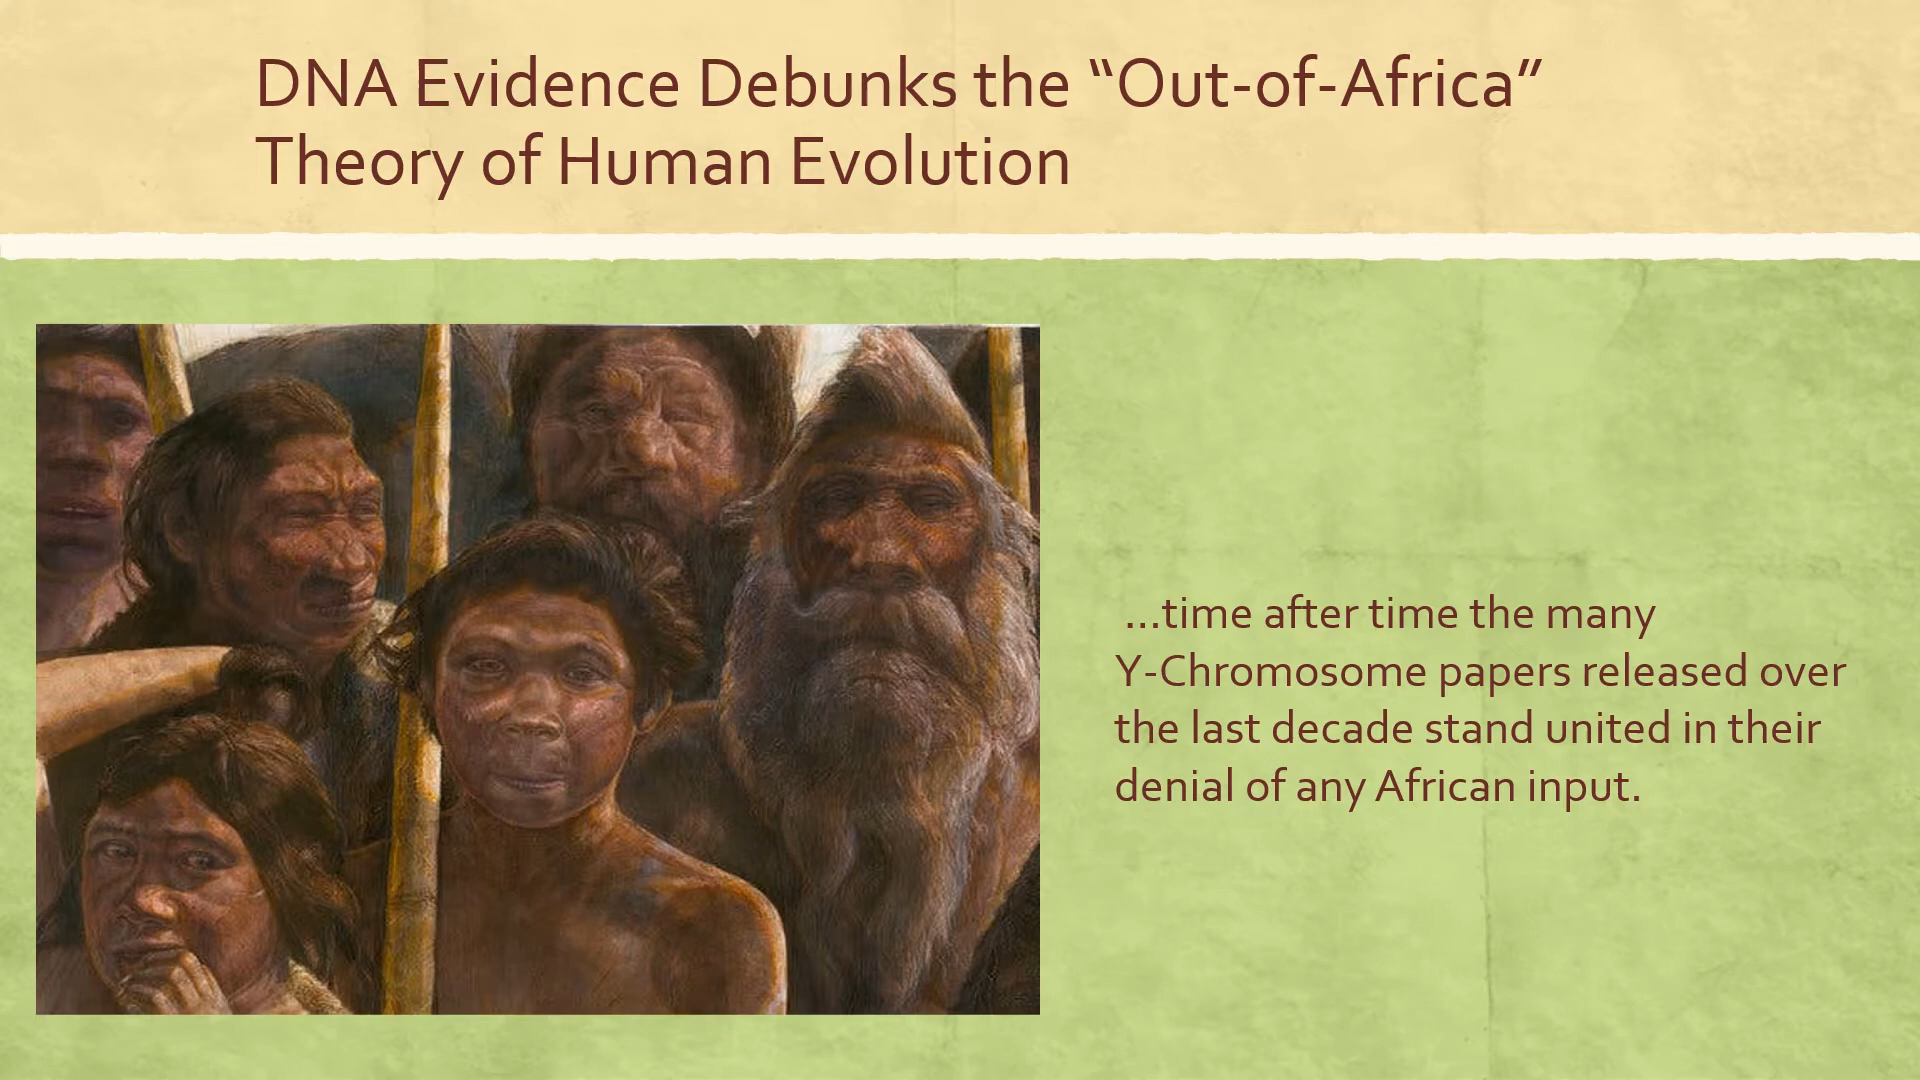 DNA Evidence Debunks the “Out-of-Africa”
Theory of Human Evolution
...time after time the many
Y-Chromosome papers released over
the last decade stand united in their
denial of any African input.